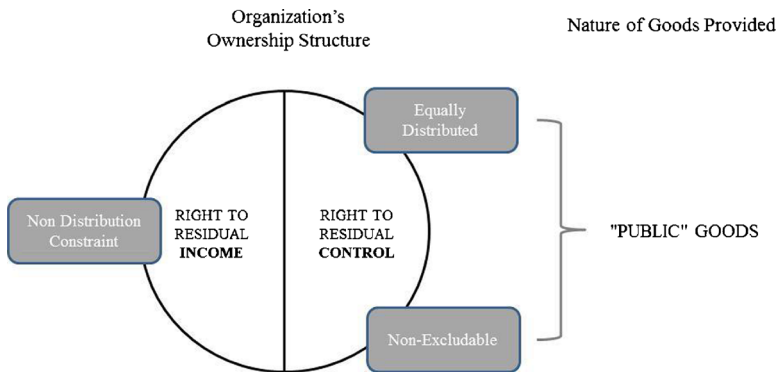 Organization's
Ownership Structure
Nature of Goods Provided
Equally
Distributed
Non Distribution
Constraint
RIGHT TO
RESIDUAL
INCOME
RIGHT TO
RESIDUAL
CONTROL
"PUBLIC" GOODS
Non-Excludable